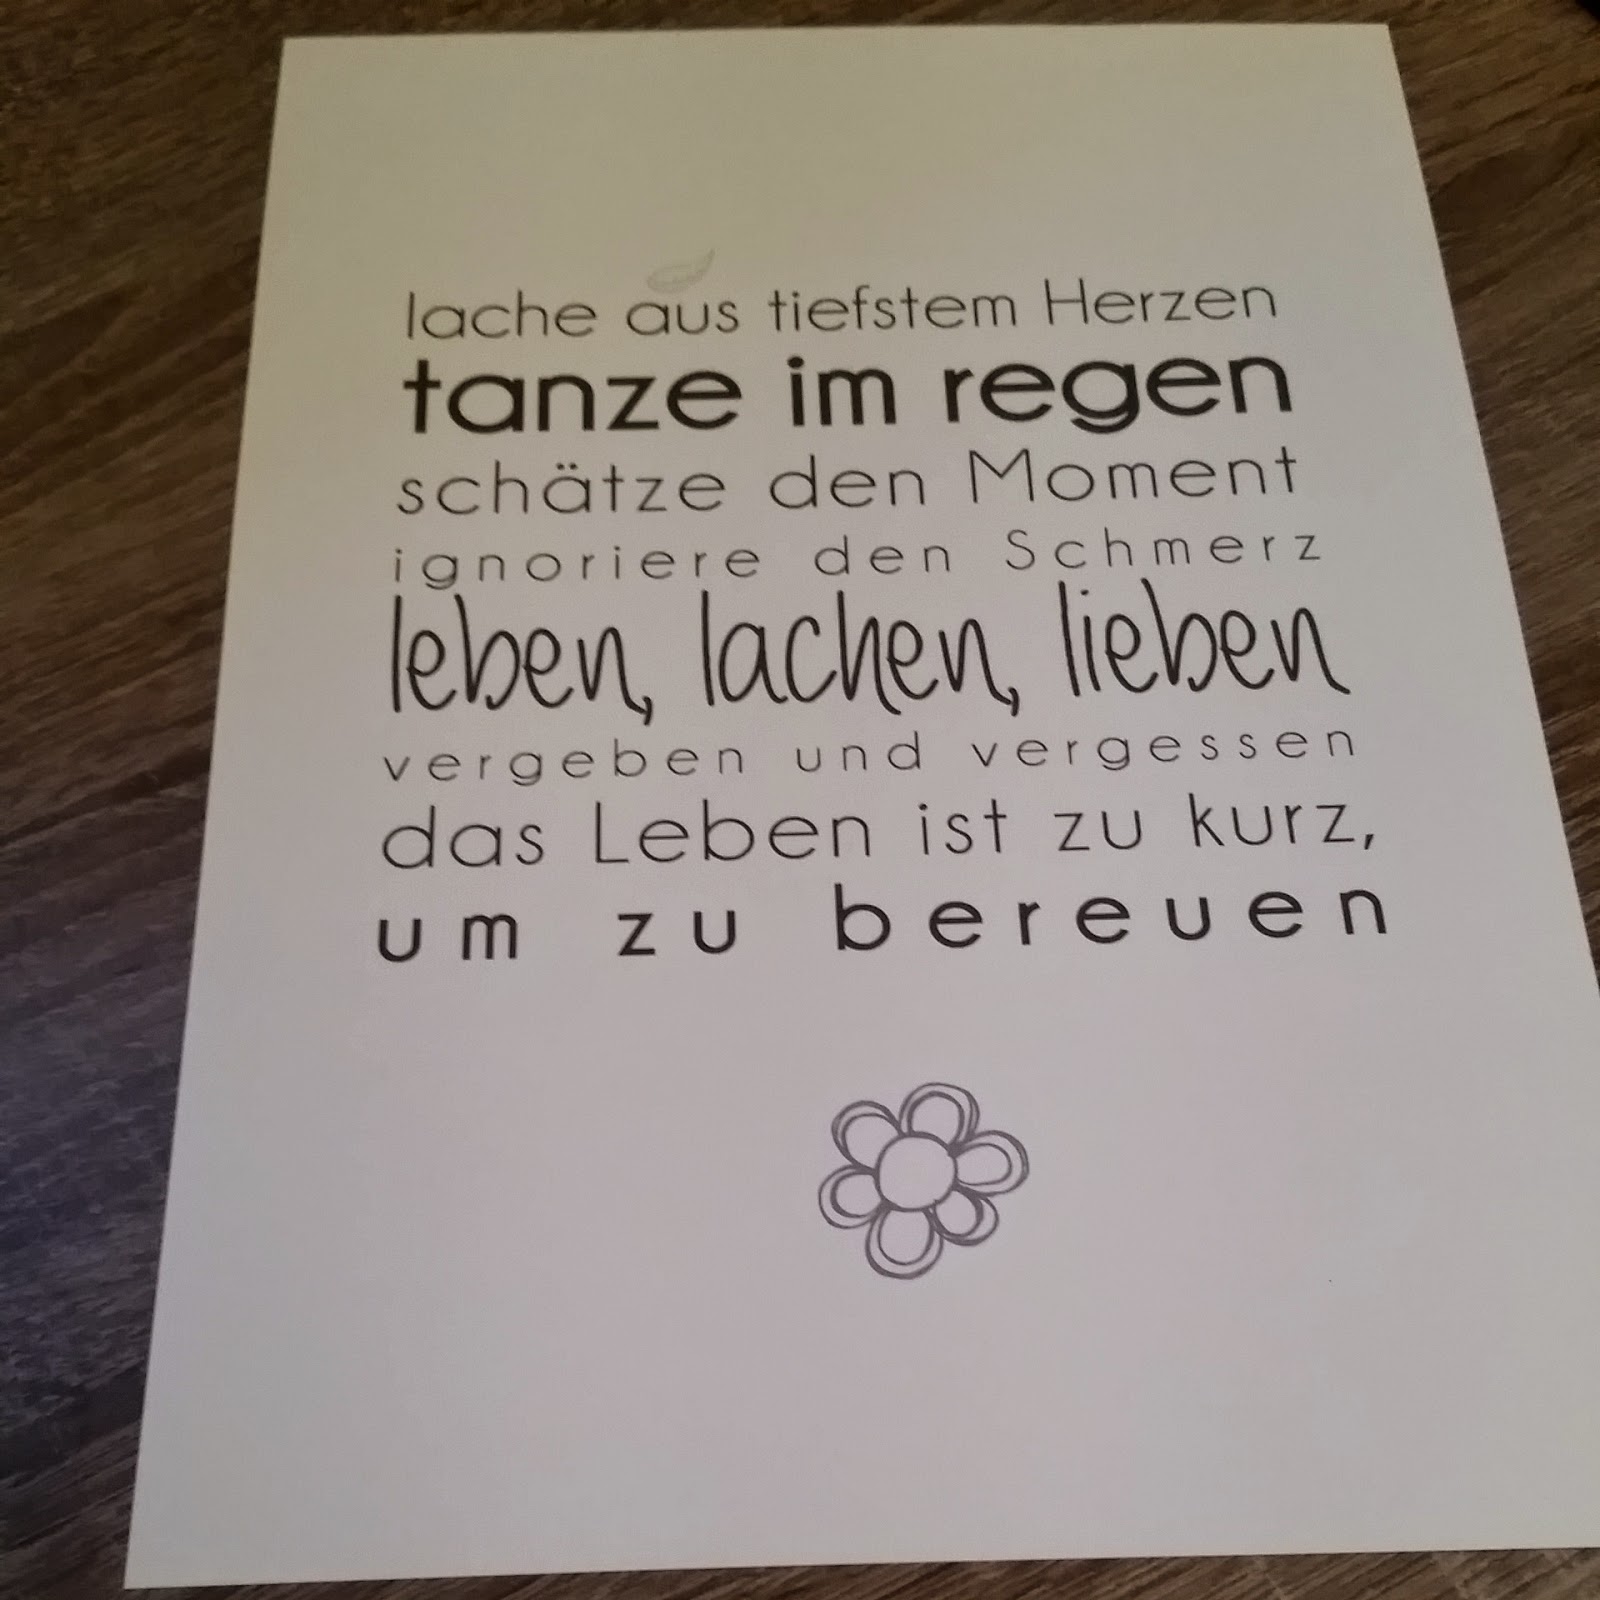 lache aus tiefstem Herzen
tanze im regen
schätze den Moment
ignoriere den Schmerz
leben, lachen, lieben
vergeben und vergessen
das Leben ist zu kurz,
um zu bereuen